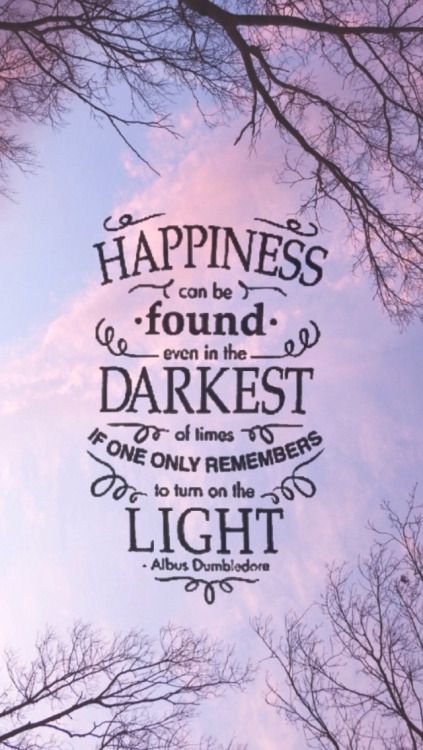 HAPPINESS
can be
·found·
even in the
DARKEST
of times
IF ONE ONLY REMEMBERS
to turn on the
LIGHT
- Albus Dumbledore